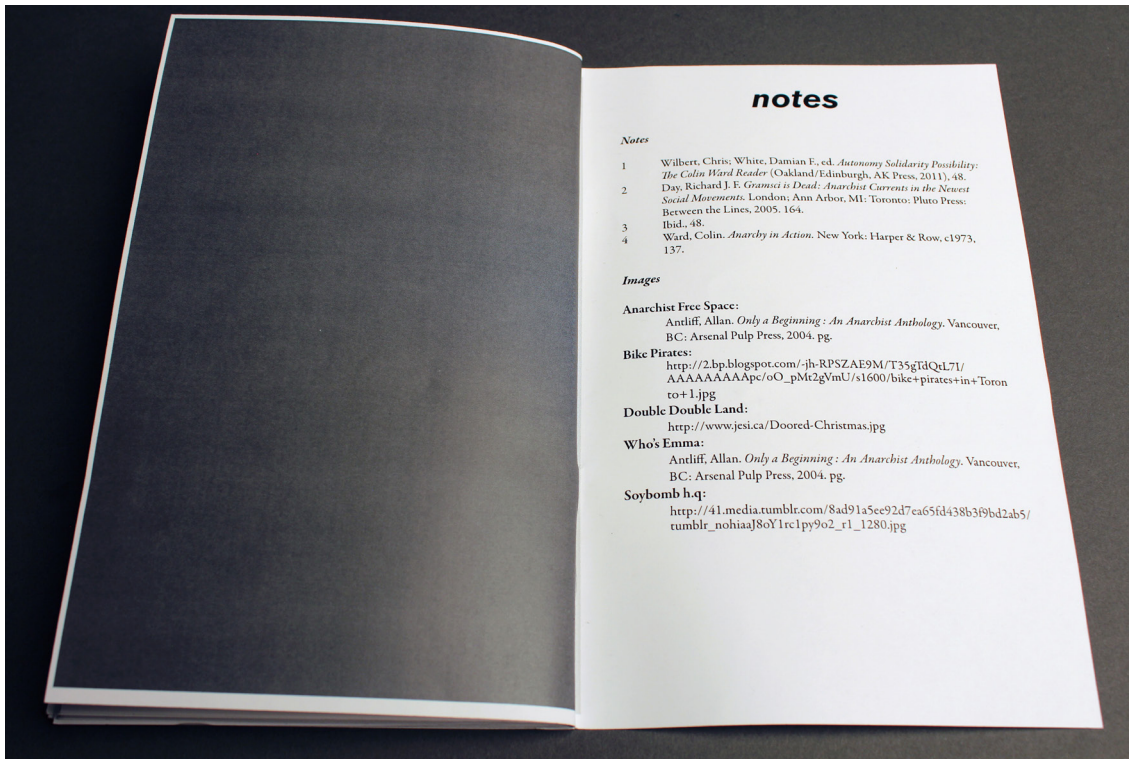 notes
Notes
1 Wilbert, Chris; White, Damian F., ed. Autonomy Solidarity Possibility:
The Colin Ward Reader (Oakland/Edinburgh, AK Press, 2011), 48.
2 Day, Richard J. F. Gramsci is Dead: Anarchist Currents in the Newest
Social Movements. London; Ann Arbor, MI: Toronto: Pluto Press:
Between the Lines, 2005. 164.
3 Ibid., 48.
4 Ward, Colin. Anarchy in Action. New York: Harper & Row, c1973,
137.
Images
Anarchist Free Space:
Antliff, Allan. Only a Beginning : An Anarchist Anthology. Vancouver,
BC: Arsenal Pulp Press, 2004. pg.
Bike Pirates:
http://2.bp.blogspot.com/-jh-RPSZAE9M/T35gTdQtL7I/
AAAAAAAAApc/oO_pMt2gVmU/s1600/bike+pirates+in+Toron
to+1.jpg
Double Double Land:
http://www.jesi.ca/Doored-Christmas.jpg
Who's Emma:
Antliff, Allan. Only a Beginning : An Anarchist Anthology. Vancouver,
BC: Arsenal Pulp Press, 2004. pg.
Soybomb h.q:
http://41.media.tumblr.com/8ad91a5ee92d7ea65fd438b3f9bd2ab5/
tumblr_nohiaaJ8oY1rc1py9o2_r1_1280.jpg